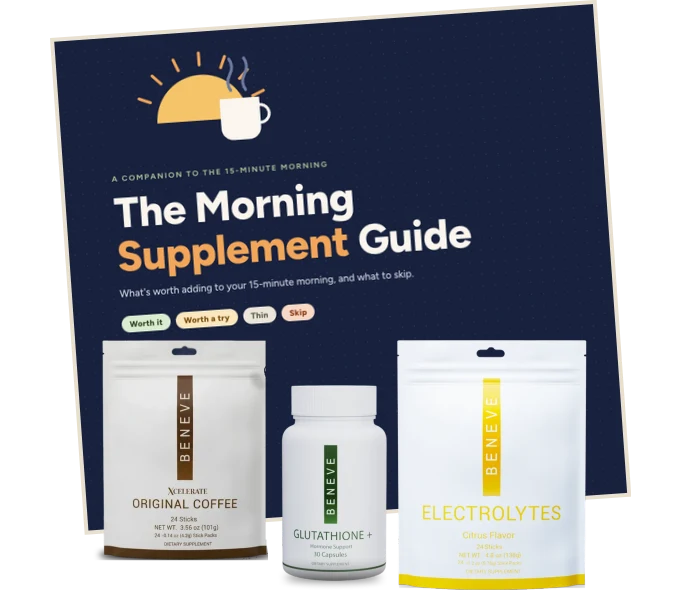 A COMPANION TO THE 15-MINUTE MORNING
The Morning
Supplement Guide
What's worth adding to your 15-minute morning, and what to skip.
Worth it
Worth a try
Thin
Skip
BENEVE
XCELERATE
ORIGINAL COFFEE
24 Sticks
NET WT. 3.56 oz (101g)
DIETARY SUPPLEMENT
BENEVE
GLUTATHIONE +
Hormone Support
30 Capsules
BENEVE
ELECTROLYTES
Citrus Flavor
24 Sticks